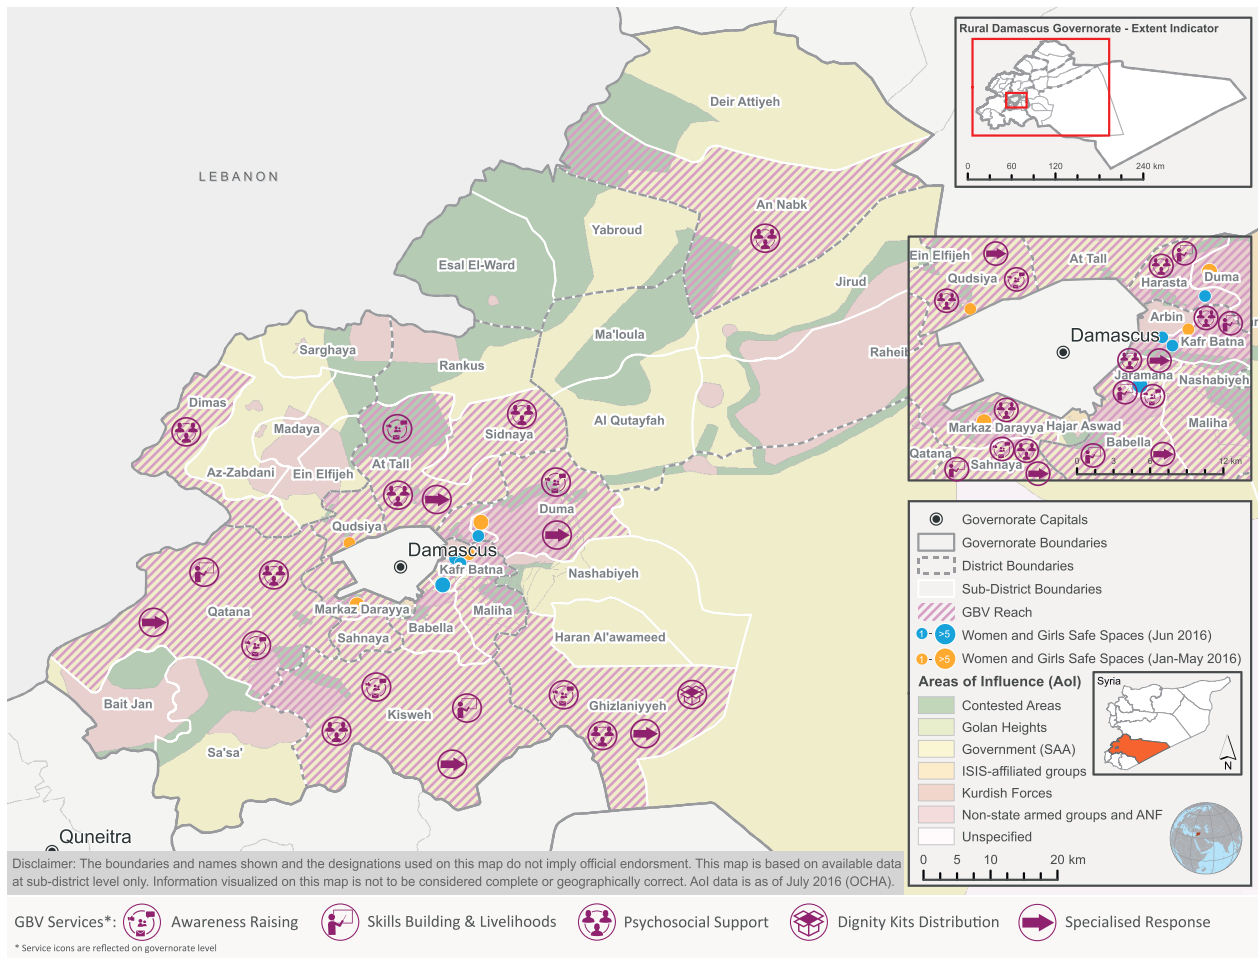 Rural Damascus Governorate - Extent Indicator
0 60 120 240 km
LEBANON
Deir Attiyeh
An Nabk
Yabroud
Esal El-Ward
Jirud
Ma'loula
Sarghaya
Rankus
Raheib
Dimas
Madaya
Sidnaya
Al Qutayfah
Az-Zabdani
Ein Elfijeh
At Tall
Qudsiya
Duma
Damascus
Kafr Batna
Nashabiyeh
Qatana
Markaz Darayya
Maliha
Sahnaya
Babella
Haran Al'awameed
Bait Jan
Kisweh
Ghizlaniyyeh
Sa'sa'
Quneitra
Ein Elfijeh
At Tall
Qudsiya
Harasta
Duma
Arbin
Damascus
Kafr Batna
Jaramana
Nashabiyeh
Markaz Darayya
Hajar Aswad
Maliha
Babella
Qatana
Sahnaya
0 3 6 12 km
Governorate Capitals
Governorate Boundaries
District Boundaries
Sub-District Boundaries
GBV Reach
1 - >5 Women and Girls Safe Spaces (Jun 2016)
1 - >5 Women and Girls Safe Spaces (Jan-May 2016)
Areas of Influence (AoI)
Contested Areas
Golan Heights
Government (SAA)
ISIS-affiliated groups
Kurdish Forces
Non-state armed groups and ANF
Unspecified
0 5 10 20 km
Syria
N
Disclaimer: The boundaries and names shown and the designations used on this map do not imply official endorsment. This map is based on available data
at sub-district level only. Information visualized on this map is not to be considered complete or geographically correct. AoI data is as of July 2016 (OCHA).
GBV Services*: Awareness Raising Skills Building & Livelihoods Psychosocial Support Dignity Kits Distribution Specialised Response
* Service icons are reflected on governorate level